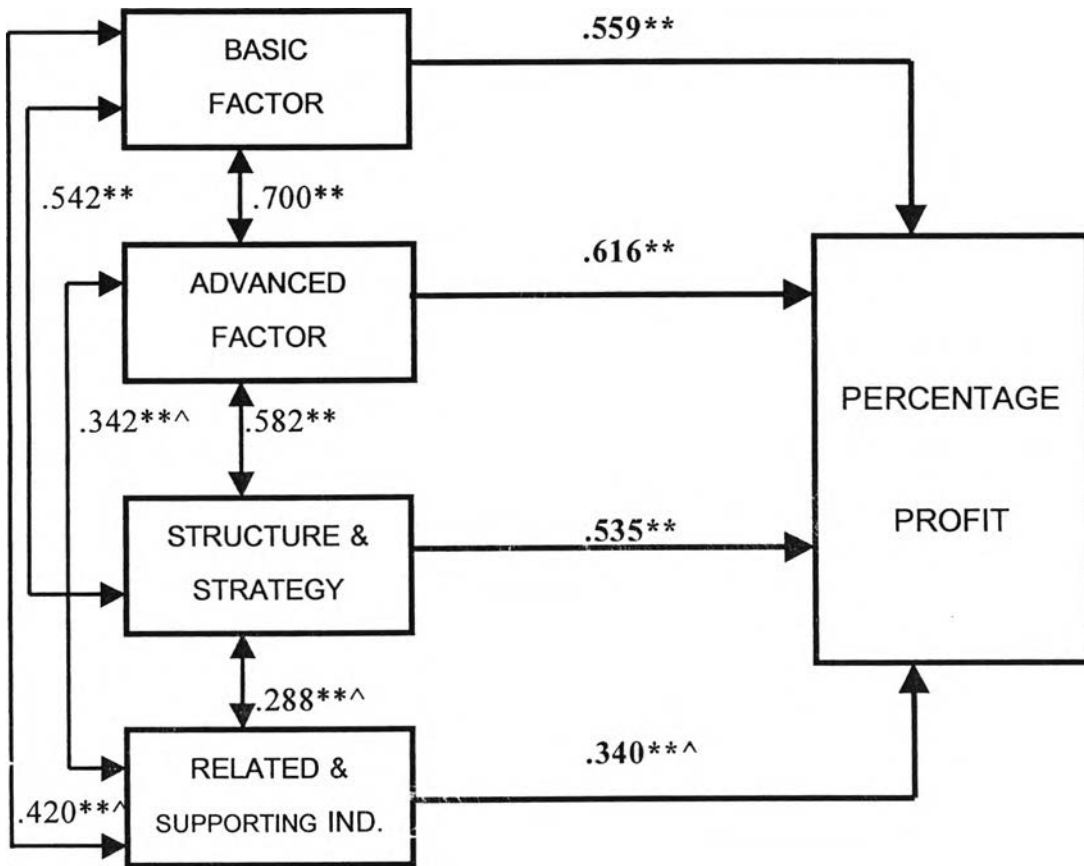 .559**
BASIC
FACTOR
.542**
.700**
.616**
ADVANCED
FACTOR
.342**^
.582**
PERCENTAGE
PROFIT
STRUCTURE &
STRATEGY
.535**
.288**^
RELATED &
SUPPORTING IND.
.340**^
.420**^